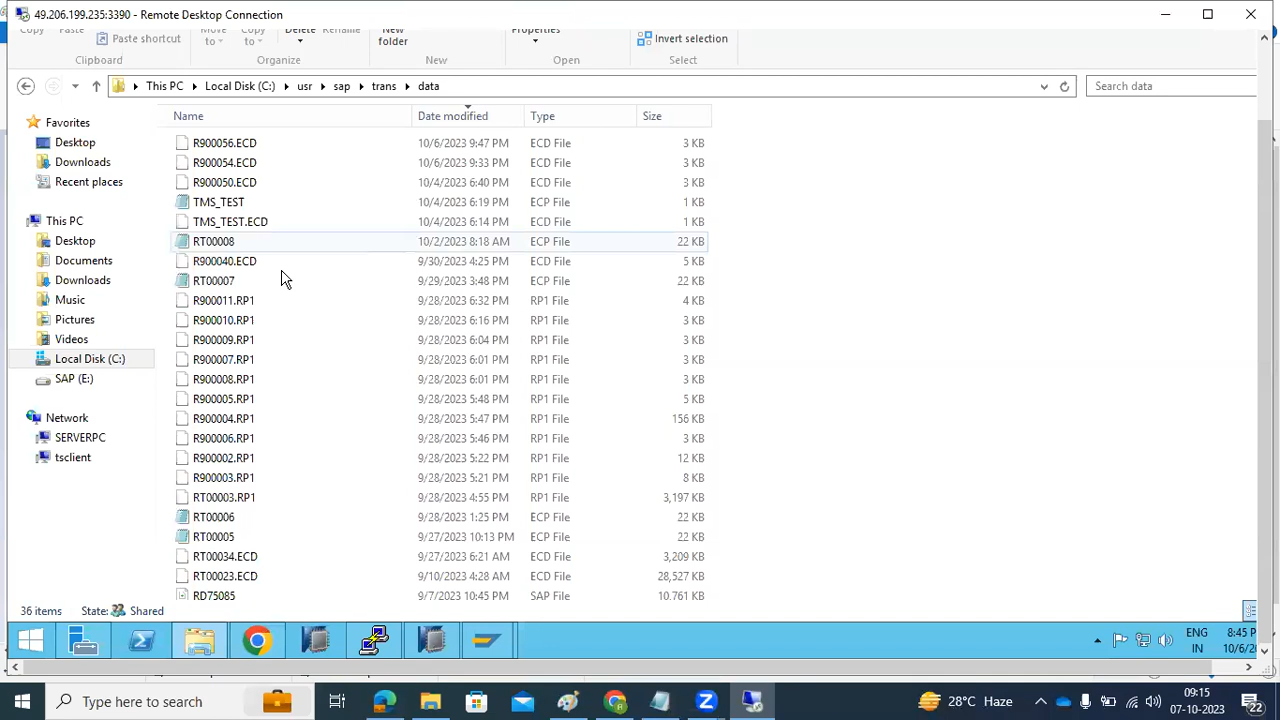 49.206.199.235:3390 - Remote Desktop Connection
Copy Paste Paste shortcut Move to Copy to Delete Rename New folder Properties Invert selection
Clipboard Organize New Open Select
This PC Local Disk (C:) usr sap trans data Search data
Name Date modified Type Size
Favorites
Desktop
Downloads
Recent places
This PC
Desktop
Documents
Downloads
Music
Pictures
Videos
Local Disk (C:)
SAP (E:)
Network
SERVERPC
tsclient
R900056.ECD 10/6/2023 9:47 PM ECD File 3 KB
R900054.ECD 10/6/2023 9:33 PM ECD File 3 KB
R900050.ECD 10/4/2023 6:40 PM ECD File 3 KB
TMS_TEST 10/4/2023 6:19 PM ECP File 1 KB
TMS_TEST.ECD 10/4/2023 6:14 PM ECD File 1 KB
RT00008 10/2/2023 8:18 AM ECP File 22 KB
R900040.ECD 9/30/2023 4:25 PM ECD File 5 KB
RT00007 9/29/2023 3:48 PM ECP File 22 KB
R900011.RP1 9/28/2023 6:32 PM RP1 File 4 KB
R900010.RP1 9/28/2023 6:16 PM RP1 File 3 KB
R900009.RP1 9/28/2023 6:04 PM RP1 File 3 KB
R900007.RP1 9/28/2023 6:01 PM RP1 File 3 KB
R900008.RP1 9/28/2023 6:01 PM RP1 File 3 KB
R900005.RP1 9/28/2023 5:48 PM RP1 File 5 KB
R900004.RP1 9/28/2023 5:47 PM RP1 File 156 KB
R900006.RP1 9/28/2023 5:46 PM RP1 File 3 KB
R900002.RP1 9/28/2023 5:22 PM RP1 File 12 KB
R900003.RP1 9/28/2023 5:21 PM RP1 File 8 KB
RT00003.RP1 9/28/2023 4:55 PM RP1 File 3,197 KB
RT00006 9/28/2023 1:25 PM ECP File 22 KB
RT00005 9/27/2023 10:13 PM ECP File 22 KB
RT00034.ECD 9/27/2023 6:21 AM ECD File 3,209 KB
RT00023.ECD 9/10/2023 4:28 AM ECD File 28,527 KB
RD75085 9/7/2023 10:45 PM SAP File 10,761 KB
36 items State: Shared
ENG 8:45 P
IN 10/6/20
Type here to search 28°C Haze 09:15
07-10-2023 22